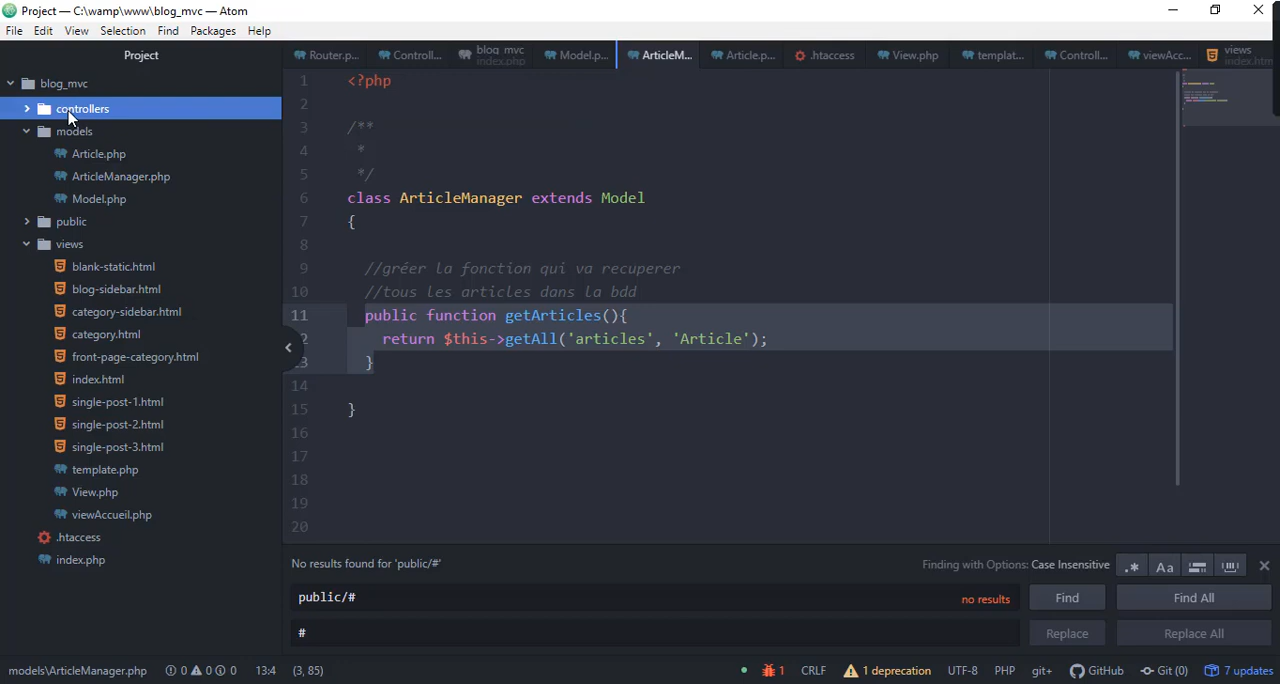 Project — C:\wamp\www\blog_mvc — Atom
File Edit View Selection Find Packages Help
Project
Router.p...
Controll...
blog_mvc
index.php
Model.p...
ArticleM...
Article.p...
.htaccess
View.php
templat...
Controll...
viewAcc...
views
index.htm
blog_mvc
controllers
models
Article.php
ArticleManager.php
Model.php
public
views
blank-static.html
blog-sidebar.html
category-sidebar.html
category.html
front-page-category.html
index.html
single-post-1.html
single-post-2.html
single-post-3.html
template.php
View.php
viewAccueil.php
.htaccess
index.php
1 <?php
2
3 /**
4 *
5 */
6 class ArticleManager extends Model
7 {
8
9 //gréer la fonction qui va recuperer
10 //tous les articles dans la bdd
11 public function getArticles(){
2 return $this->getAll('articles', 'Article');
3 }
14
15 }
16
17
18
19
20
No results found for 'public/#'
Finding with Options: Case Insensitive
.* Aa
public/# no results
Find Find All
#
Replace Replace All
models\ArticleManager.php 0 0 0 13:4 (3, 85)
1 CRLF 1 deprecation UTF-8 PHP git+ GitHub Git (0) 7 updates